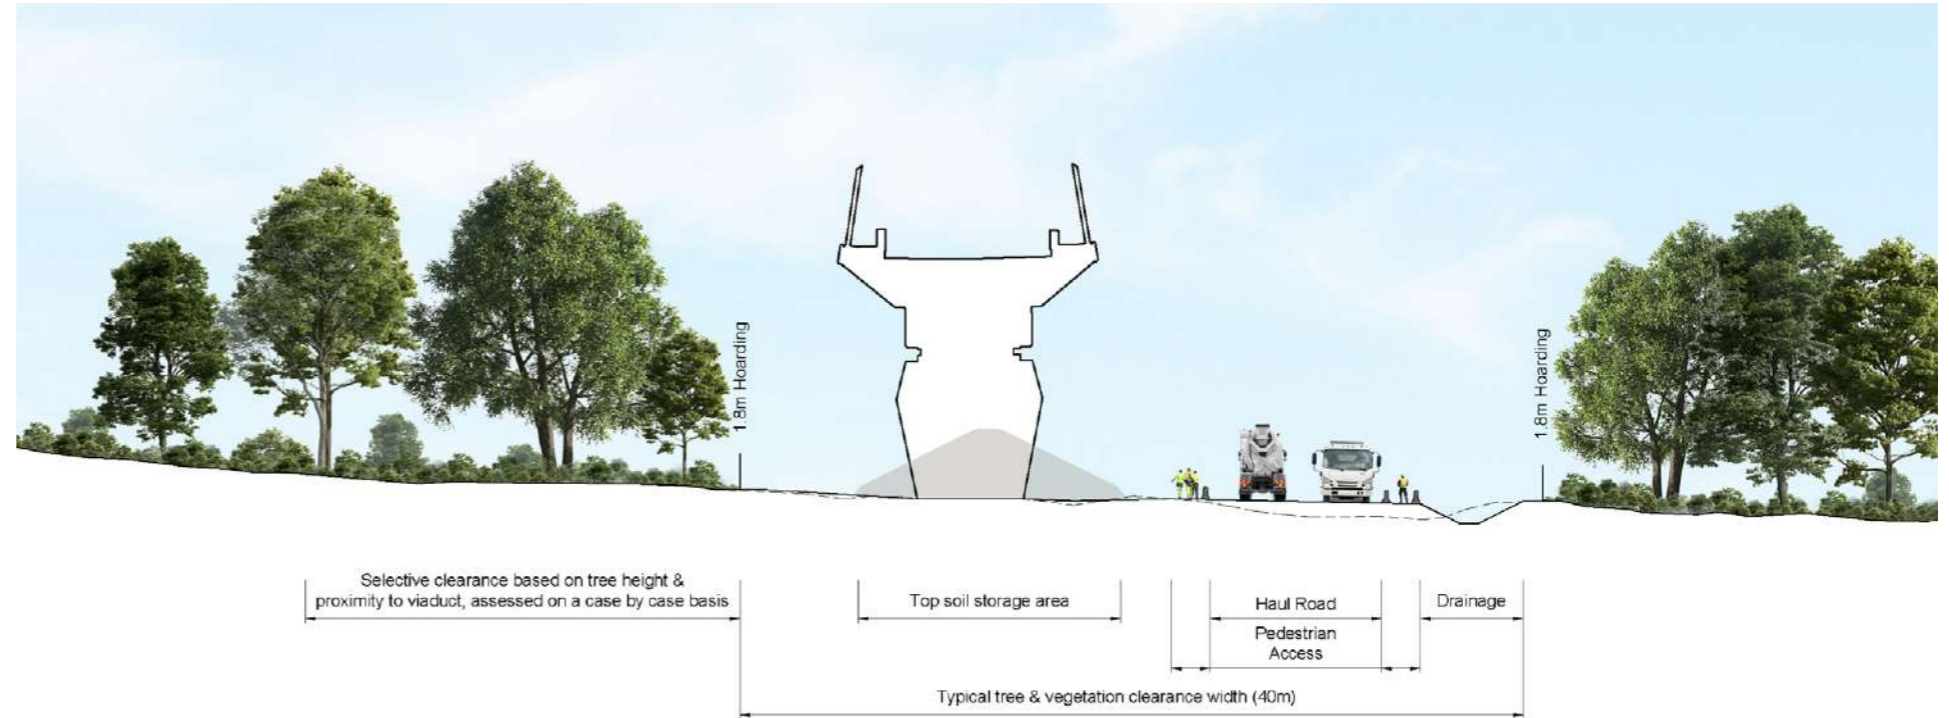 1.8m Hoarding
1.8m Hoarding
Selective clearance based on tree height &
proximity to viaduct, assessed on a case by case basis
Top soil storage area
Haul Road
Drainage
Pedestrian
Access
Typical tree & vegetation clearance width (40m)